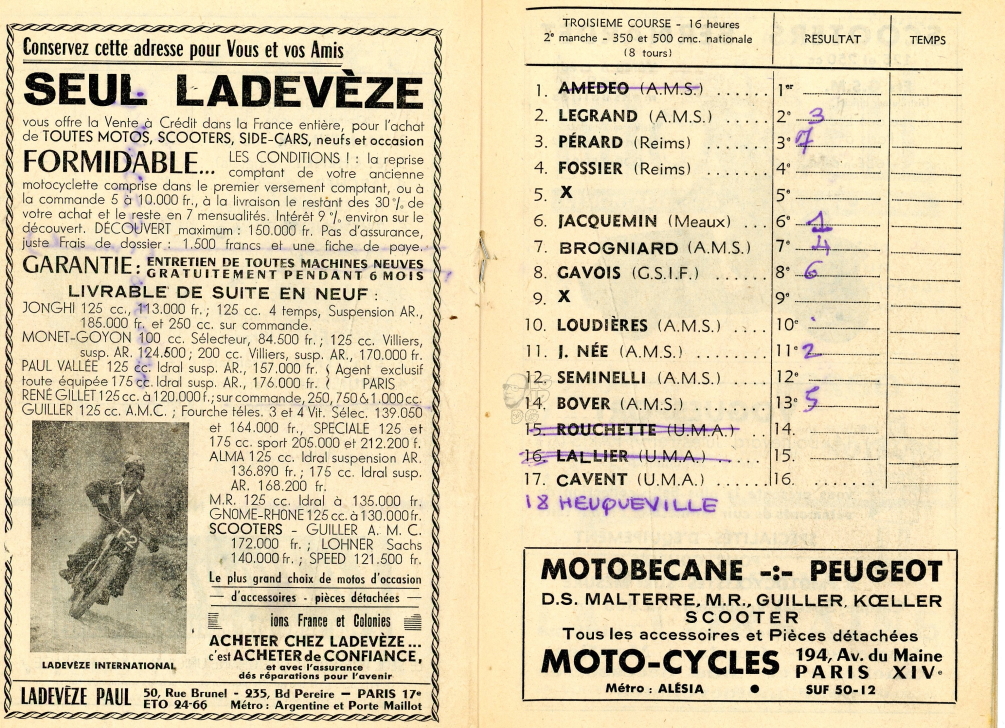 Conservez cette adresse pour Vous et vos Amis
SEUL LADEVÈZE
vous offre la Vente à Crédit dans la France entière, pour l'achat
de TOUTES MOTOS, SCOOTERS, SIDE-CARS, neufs et occasion
FORMIDABLE... LES CONDITIONS ! : la reprise
comptant de votre ancienne
motocyclette comprise dans le premier versement comptant, ou à
la commande 5 à 10.000 fr., à la livraison le restant des 30 %, de
votre achat et le reste en 7 mensualités. Intérêt 9 %, environ sur le
découvert. DÉCOUVERT maximum : 150.000 fr. Pas d'assurance,
juste Frais de dossier : 1.500 francs et une fiche de paye.
GARANTIE : ENTRETIEN DE TOUTES MACHINES NEUVES
GRATUITEMENT PENDANT 6 MOIS
LIVRABLE DE SUITE EN NEUF :
JONGHI 125 cc., 113.000 fr. ; 125 cc. 4 temps, Suspension AR.,
185.000 fr. et 250 cc. sur commande.
MONET-GOYON 100 cc. Sélecteur, 84.500 fr. ; 125 cc. Villiers,
susp. AR. 124.500 ; 200 cc. Villiers, susp. AR., 170.000 fr.
PAUL VALLÉE 125 cc. Idral susp. AR., 157.000 fr. ( Agent exclusif
toute équipée 175 cc. Idral susp. AR., 176.000 fr. ( PARIS
RENÉ GILLET 125 cc. à 120.000 f.; sur commande, 250, 750 & 1.000 cc.
GUILLER 125 cc. A.M.C. ; Fourche téles. 3 et 4 Vit. Sélec. 139.050
et 164.000 fr., SPECIALE 125 et
175 cc. sport 205.000 et 212.200 f.
ALMA 125 cc. Idral suspension AR.
136.890 fr. ; 175 cc. Idral susp.
AR. 168.200 fr.
M.R. 125 cc. Idral à 135.000 fr.
GNOME-RHONE 125 cc. à 130.000 fr.
SCOOTERS - GUILLER A. M. C.
172.000 fr. ; LOHNER Sachs
140.000 fr. ; SPEED 121.500 fr.
Le plus grand choix de motos d'occasion
— d'accessoires - pièces détachées —
ions France et Colonies
ACHETER CHEZ LADEVÈZE...
c'est ACHETER de CONFIANCE,
et avec l'assurance
dés réparations pour l'avenir
LADEVÈZE INTERNATIONAL
LADEVÈZE PAUL 50, Rue Brunel - 235, Bd Pereire — PARIS 17e
ETO 24-66 Métro : Argentine et Porte Maillot
TROISIEME COURSE - 16 heures
2e manche - 350 et 500 cmc. nationale
(8 tours)
RESULTAT
TEMPS
1. AMEDEO (A.M.S.) ...... 1er
2. LEGRAND (A.M.S.) ..... 2e 3
3. PÉRARD (Reims) ....... 3e 7
4. FOSSIER (Reims) ...... 4e
5. X 5e
6. JACQUEMIN (Meaux) . 6e 1
7. BROGNIARD (A.M.S.) 7e 4
8. GAVOIS (G.S.I.F.) ..... 8e 6
9. X 9e
10. LOUDIÈRES (A.M.S.) .... 10e
11. J. NÉE (A.M.S.) ........ 11e 2
12. SEMINELLI (A.M.S.) .... 12e
14. BOVER (A.M.S.) ....... 13e 5
15. ROUCHETTE (U.M.A.) .. 14.
16. LALLIER (U.M.A.) ..... 15.
17. CAVENT (U.M.A.) ..... 16.
18 HEUQUEVILLE
MOTOBECANE -:- PEUGEOT
D.S. MALTERRE, M.R., GUILLER, KŒLLER
SCOOTER
Tous les accessoires et Pièces détachées
MOTO-CYCLES 194, Av. du Maine
PARIS XIVe
Métro : ALÉSIA ● SUF 50-12